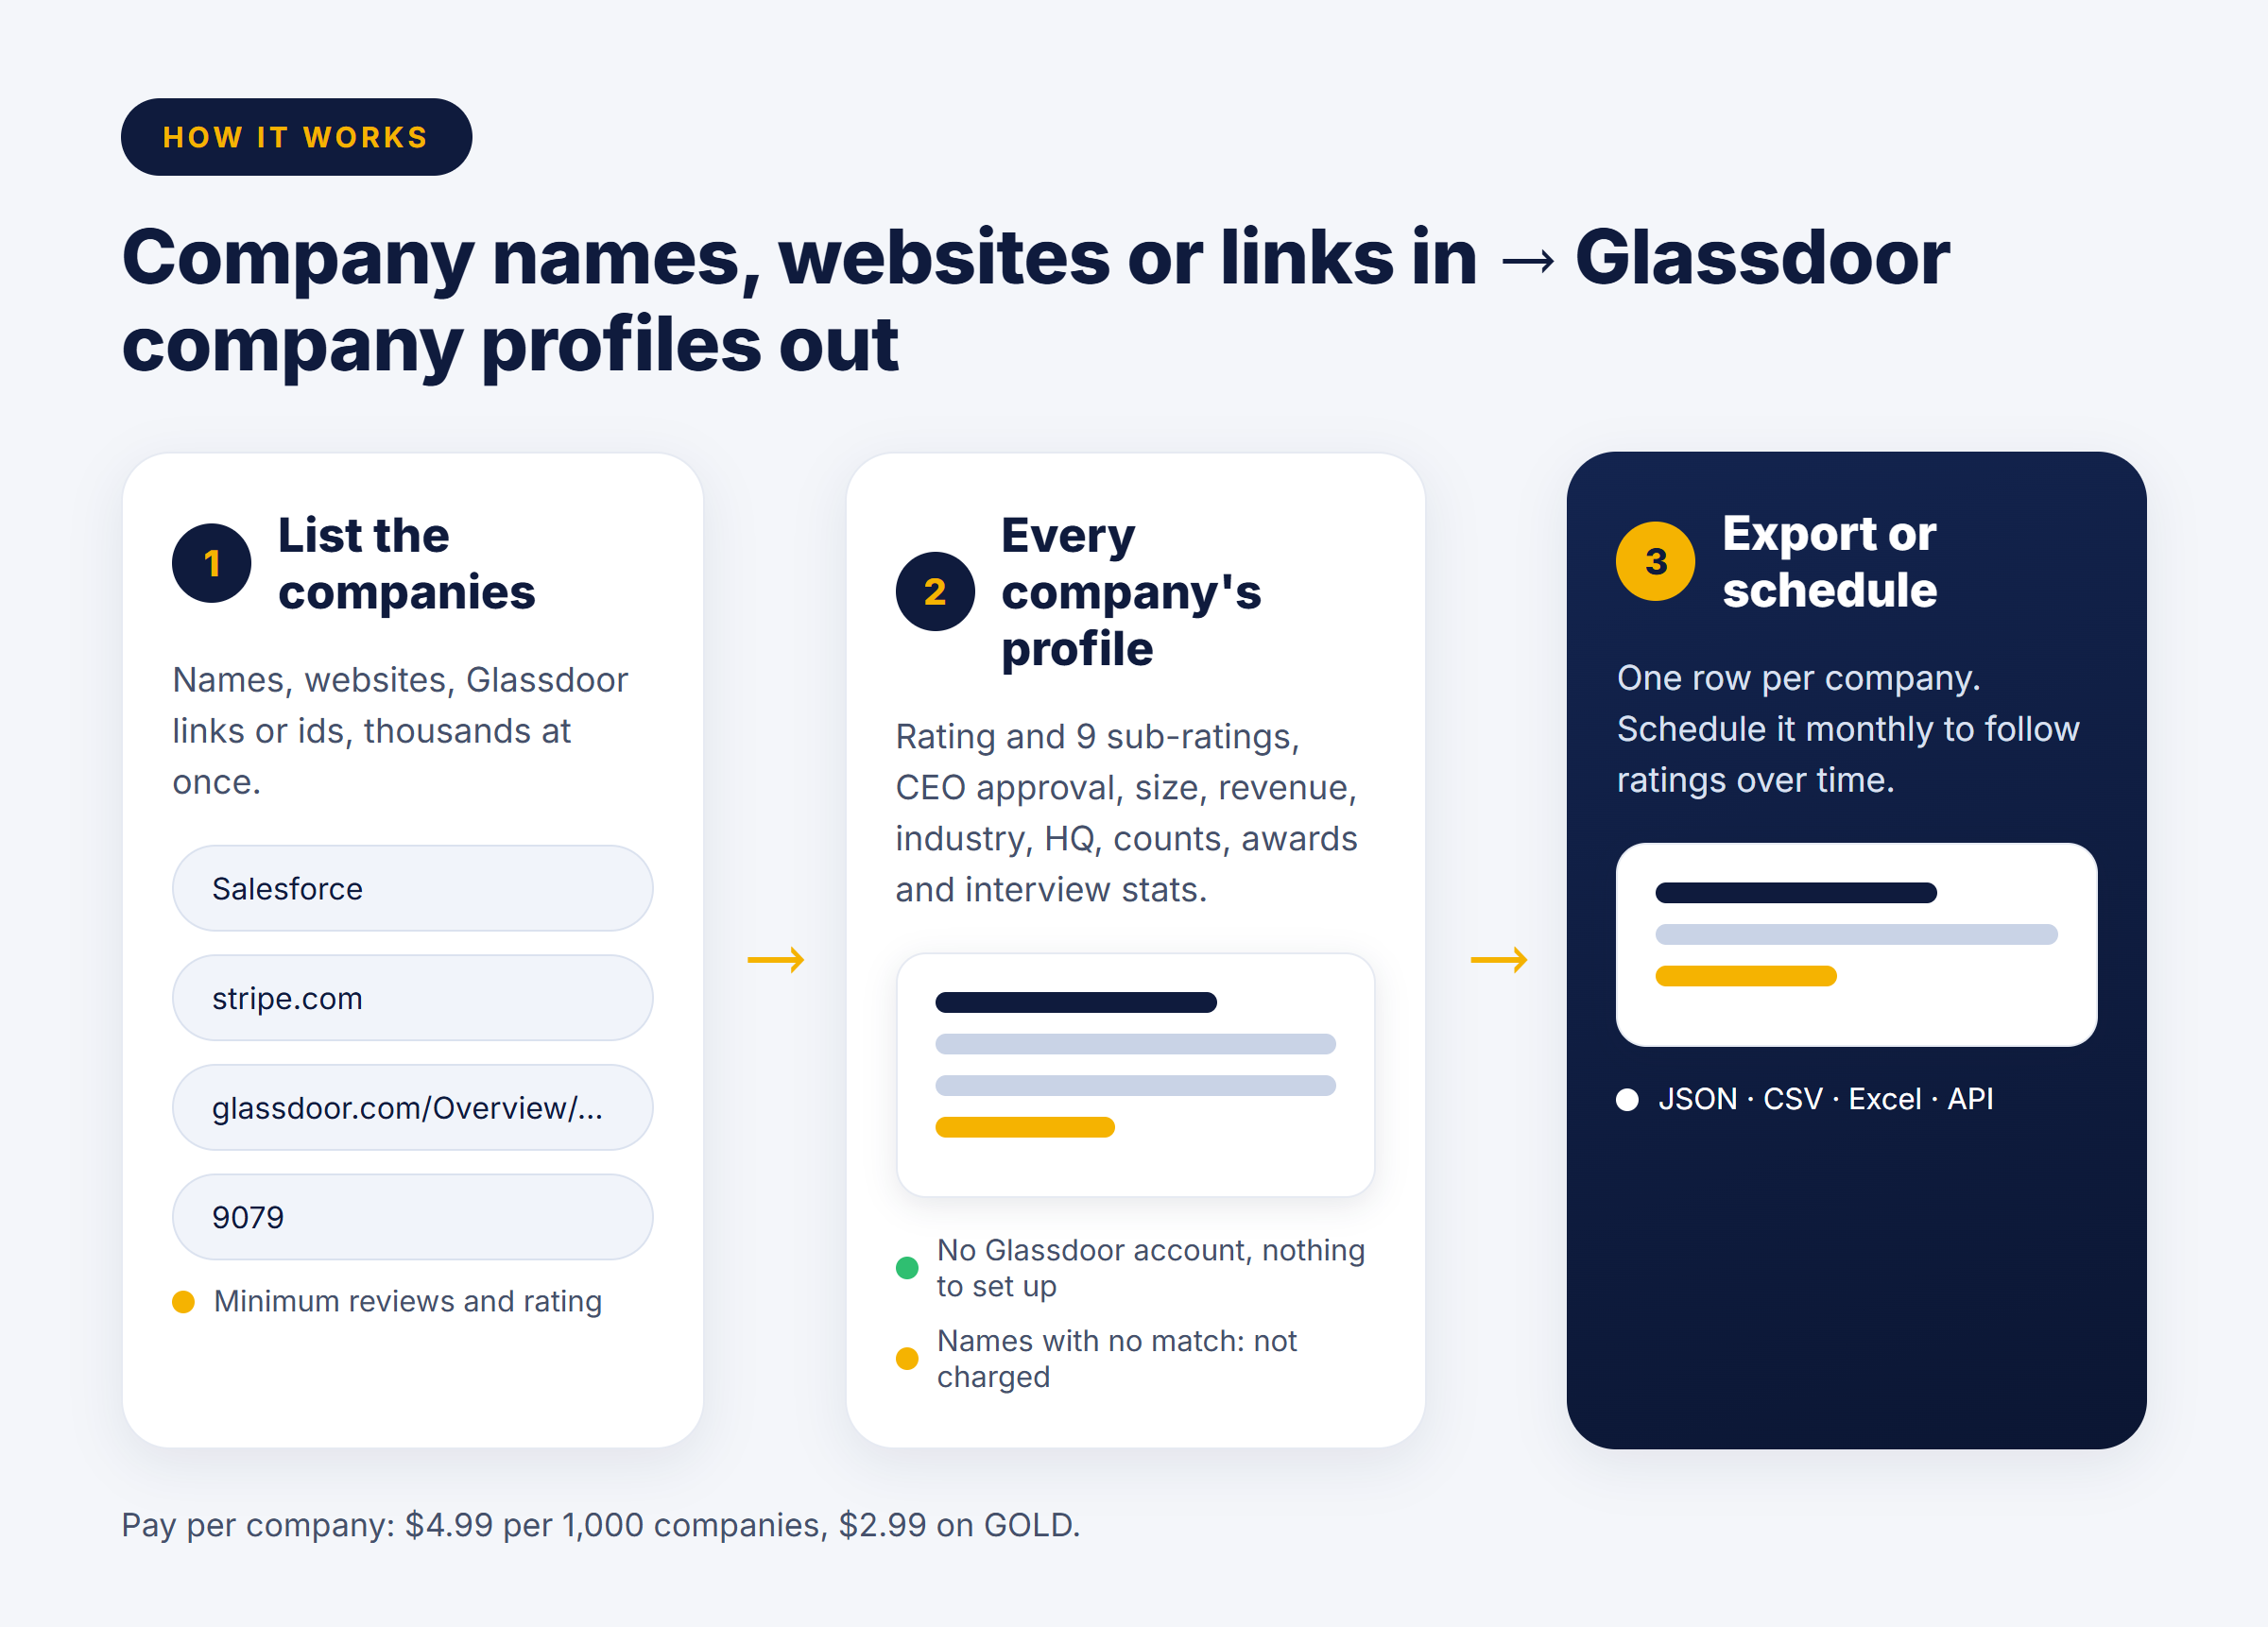 HOW IT WORKS
Company names, websites or links in → Glassdoor
company profiles out
1
List the
companies
Names, websites, Glassdoor
links or ids, thousands at
once.
Salesforce
stripe.com
glassdoor.com/Overview/...
9079
Minimum reviews and rating
→
2
Every
company's
profile
Rating and 9 sub-ratings,
CEO approval, size, revenue,
industry, HQ, counts, awards
and interview stats.
No Glassdoor account, nothing
to set up
Names with no match: not
charged
→
3
Export or
schedule
One row per company.
Schedule it monthly to follow
ratings over time.
JSON · CSV · Excel · API
Pay per company: $4.99 per 1,000 companies, $2.99 on GOLD.